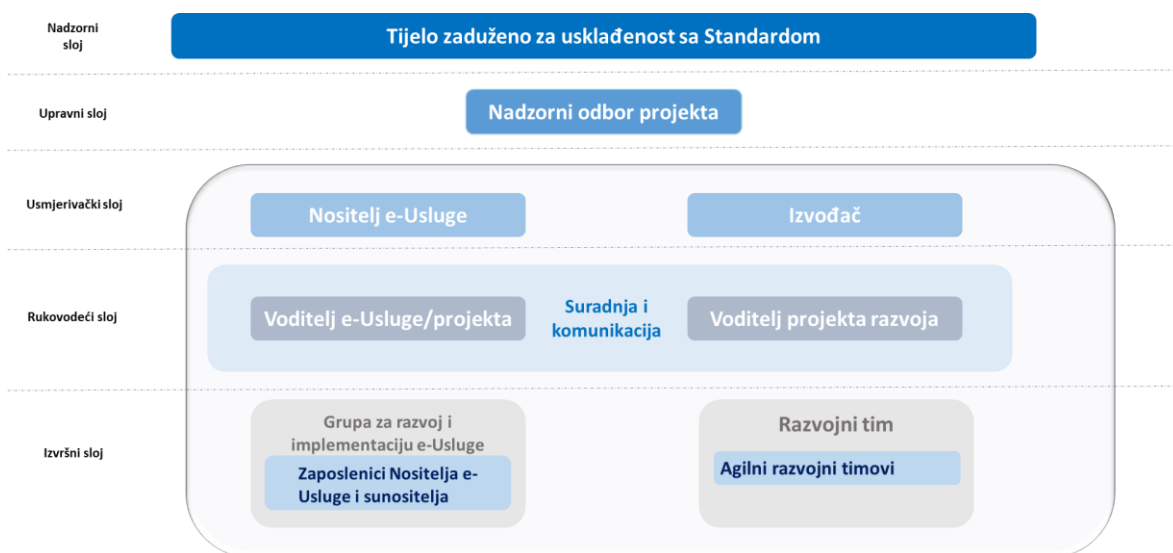 Nadzorni
sloj
Tijelo zaduženo za usklađenost sa Standardom
Upravni sloj
Nadzorni odbor projekta
Usmjerivački sloj
Nositelj e-Usluge
Izvođač
Rukovodeći sloj
Voditelj e-Usluge/projekta
Suradnja i
komunikacija
Voditelj projekta razvoja
Izvršni sloj
Grupa za razvoj i
implementaciju e-Usluge
Zaposlenici Nositelja e-
Usluge i sunositelja
Razvojni tim
Agilni razvojni timovi